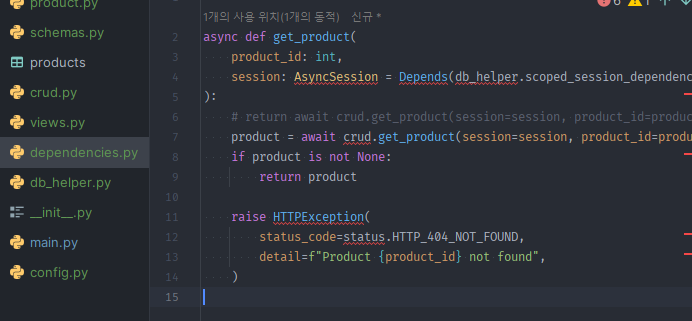 product.py
schemas.py
products
crud.py
views.py
dependencies.py
db_helper.py
__init__.py
main.py
config.py
6 1
1개의 사용 위치(1개의 동적) 신규 *
2 async def get_product(
3 product_id: int,
4 session: AsyncSession = Depends(db_helper.scoped_session_dependenc
5 ):
6 # return await crud.get_product(session=session, product_id=produc
7 product = await crud.get_product(session=session, product_id=produ
8 if product is not None:
9 return product
10
11 raise HTTPException(
12 status_code=status.HTTP_404_NOT_FOUND,
13 detail=f"Product {product_id} not found",
14 )
15